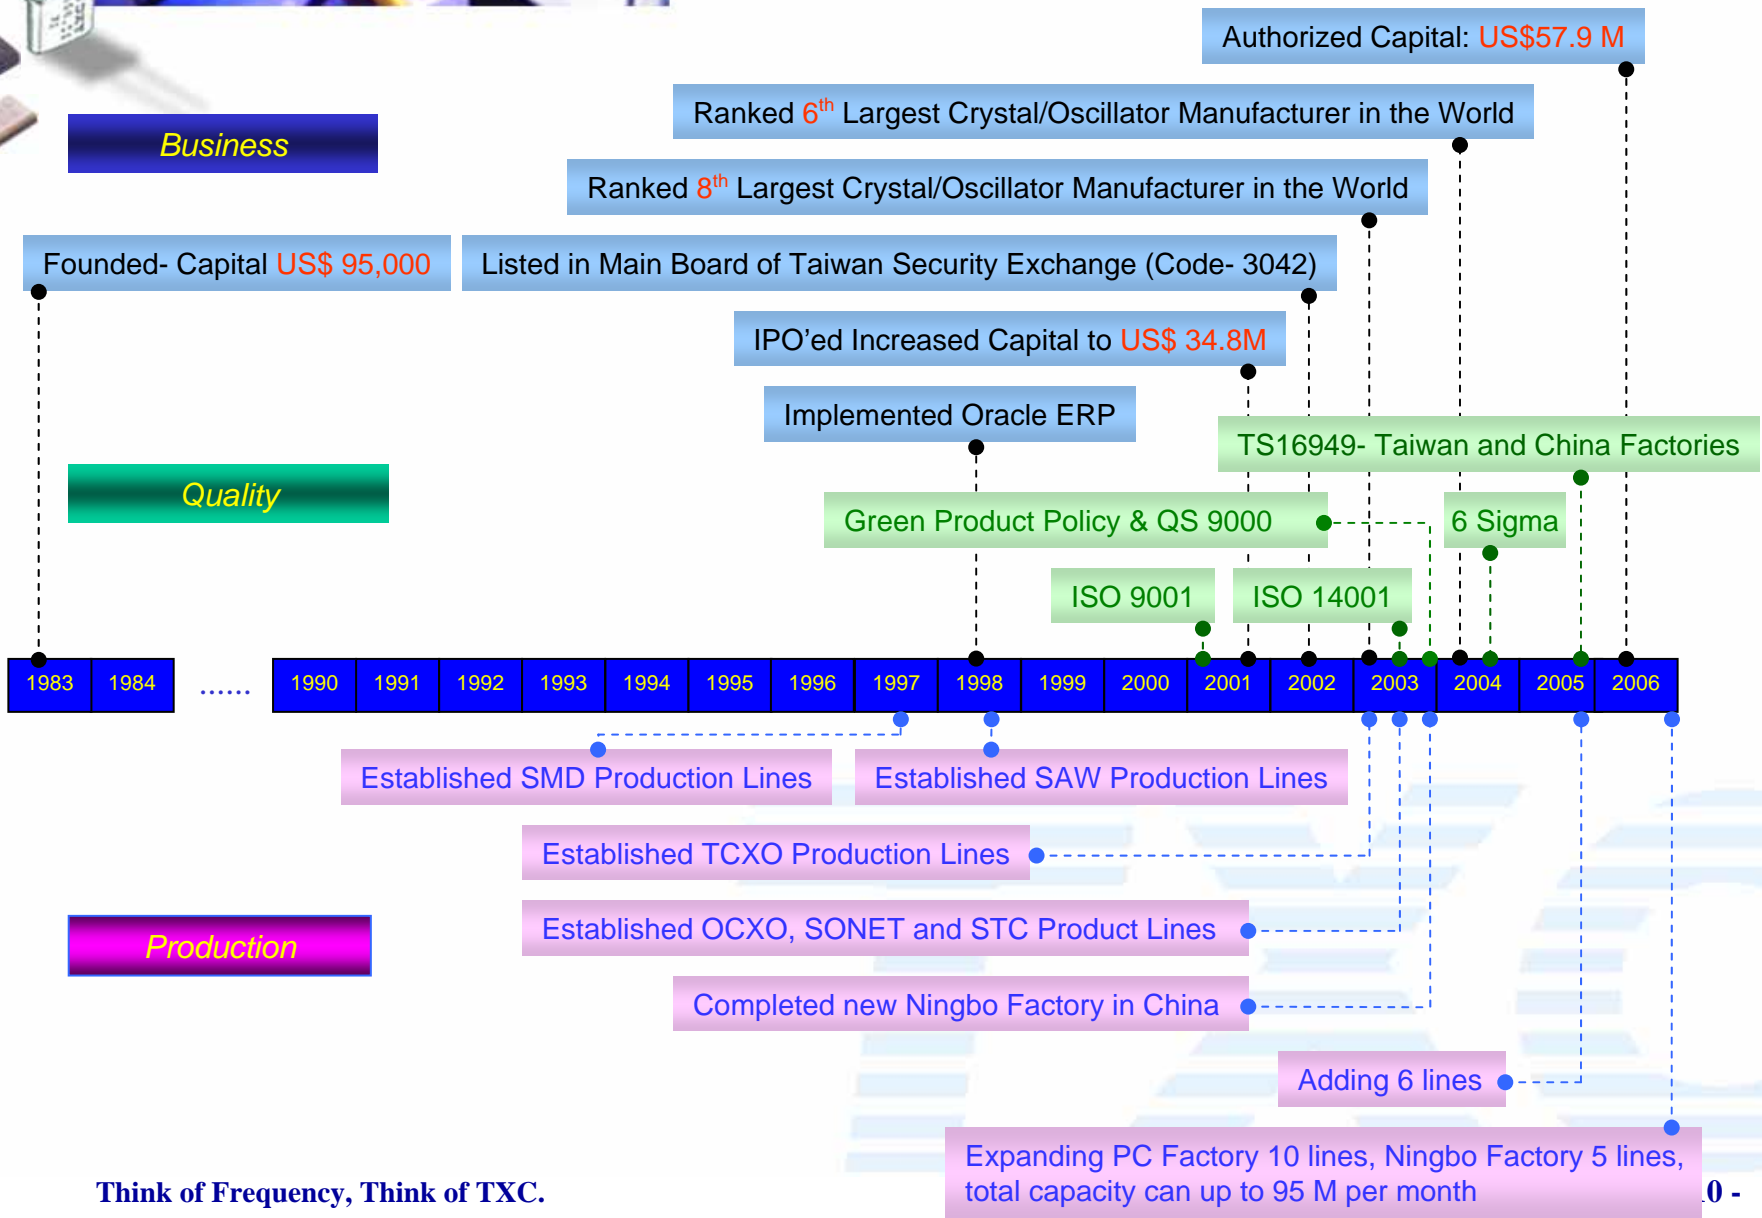 Authorized Capital: US$57.9 M
Ranked 6th Largest Crystal/Oscillator Manufacturer in the World
Business
Ranked 8th Largest Crystal/Oscillator Manufacturer in the World
Founded- Capital US$ 95,000
Listed in Main Board of Taiwan Security Exchange (Code- 3042)
IPO’ed Increased Capital to US$ 34.8M
Implemented Oracle ERP
TS16949- Taiwan and China Factories
Quality
Green Product Policy & QS 9000
6 Sigma
ISO 9001
ISO 14001
1983 1984 ...... 1990 1991 1992 1993 1994 1995 1996 1997 1998 1999 2000 2001 2002 2003 2004 2005 2006
Established SMD Production Lines
Established SAW Production Lines
Established TCXO Production Lines
Established OCXO, SONET and STC Product Lines
Production
Completed new Ningbo Factory in China
Adding 6 lines
Expanding PC Factory 10 lines, Ningbo Factory 5 lines,
total capacity can up to 95 M per month
Think of Frequency, Think of TXC.
0 -
TXC